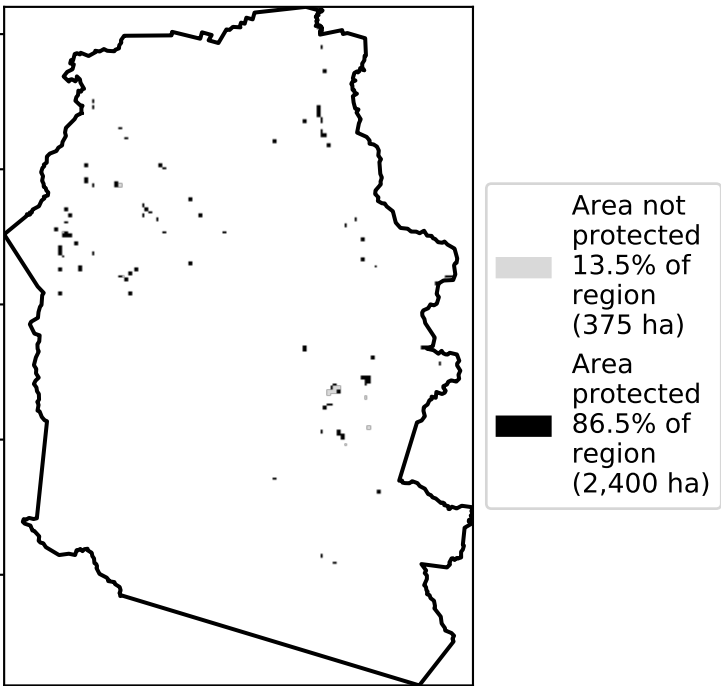 Area not
protected
13.5% of
region
(375 ha)
Area
protected
86.5% of
region
(2,400 ha)